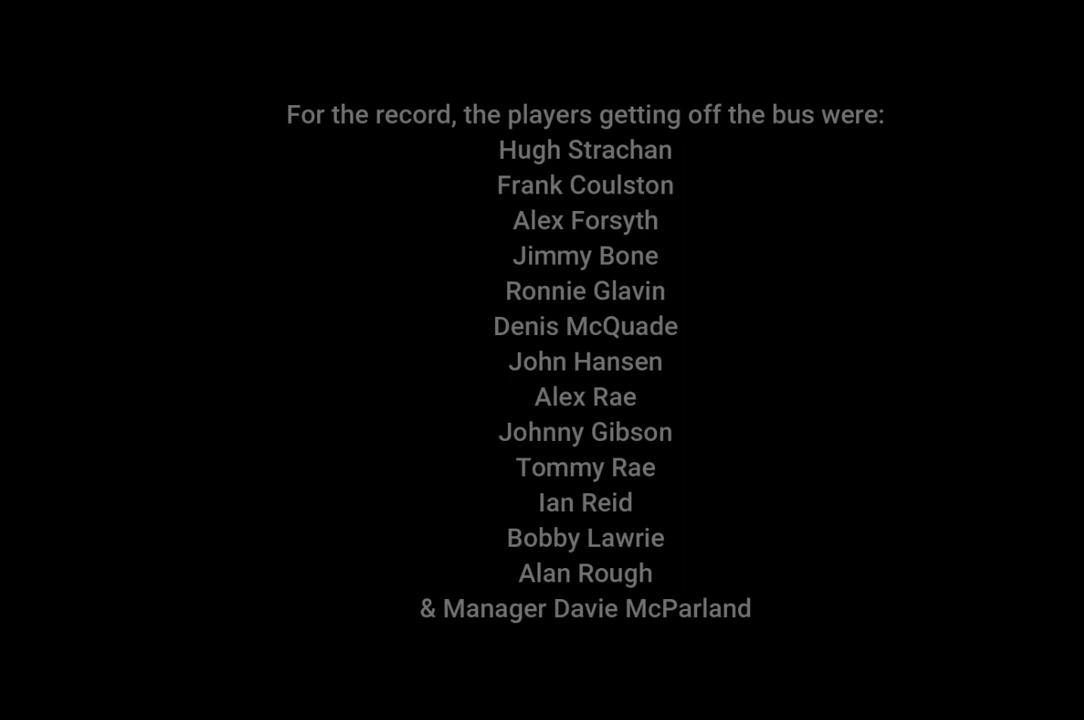 For the record, the players getting off the bus were:
Hugh Strachan
Frank Coulston
Alex Forsyth
Jimmy Bone
Ronnie Glavin
Denis McQuade
John Hansen
Alex Rae
Johnny Gibson
Tommy Rae
Ian Reid
Bobby Lawrie
Alan Rough
& Manager Davie McParland